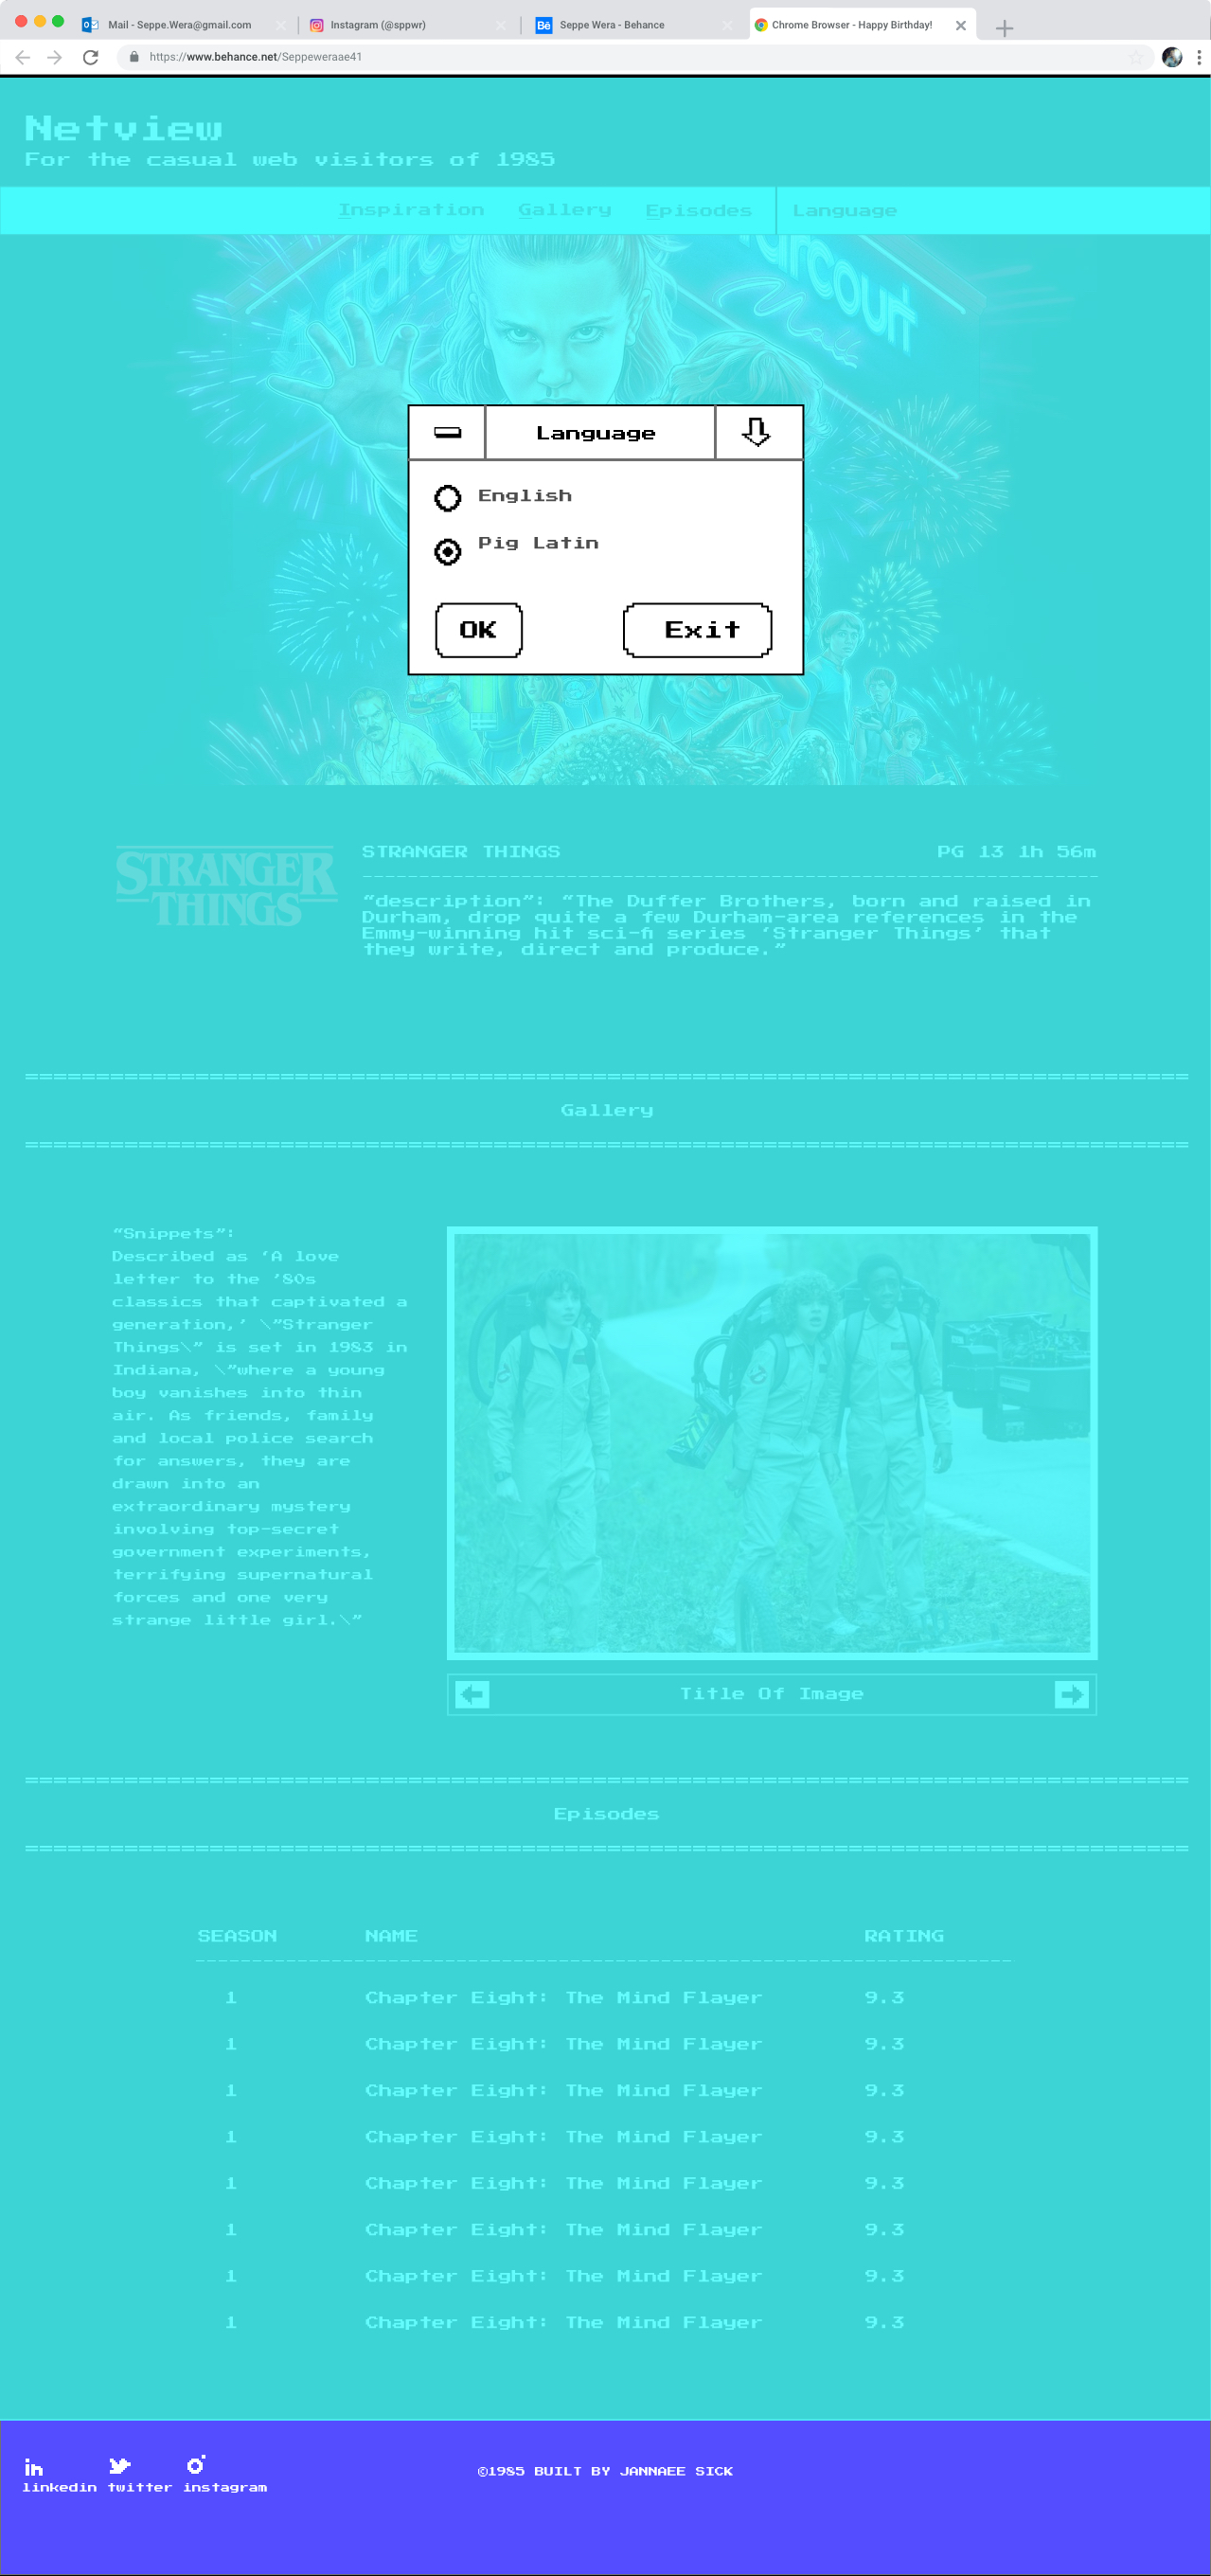 Mail - Seppe.Wera@gmail.com
Instagram (@sppwr)
Bē Seppe Wera - Behance
Chrome Browser - Happy Birthday!
https://www.behance.net/Seppeweraae41
Netview
For the casual web visitors of 1985
Inspiration Gallery Episodes Language
Language
English
Pig Latin
OK Exit
STRANGER
THINGS
STRANGER THINGS PG 13 1h 56m
“description”: “The Duffer Brothers, born and raised in
Durham, drop quite a few Durham-area references in the
Emmy-winning hit sci-fi series ‘Stranger Things’ that
they write, direct and produce.”
Gallery
“Snippets”:
Described as ‘A love
letter to the ’80s
classics that captivated a
generation,’ \”Stranger
Things\” is set in 1983 in
Indiana, \”where a young
boy vanishes into thin
air. As friends, family
and local police search
for answers, they are
drawn into an
extraordinary mystery
involving top-secret
government experiments,
terrifying supernatural
forces and one very
strange little girl.\”
Title Of Image
Episodes
SEASON NAME RATING
1 Chapter Eight: The Mind Flayer 9.3
1 Chapter Eight: The Mind Flayer 9.3
1 Chapter Eight: The Mind Flayer 9.3
1 Chapter Eight: The Mind Flayer 9.3
1 Chapter Eight: The Mind Flayer 9.3
1 Chapter Eight: The Mind Flayer 9.3
1 Chapter Eight: The Mind Flayer 9.3
1 Chapter Eight: The Mind Flayer 9.3
in
linkedin twitter instagram
©1985 BUILT BY JANNAEE SICK